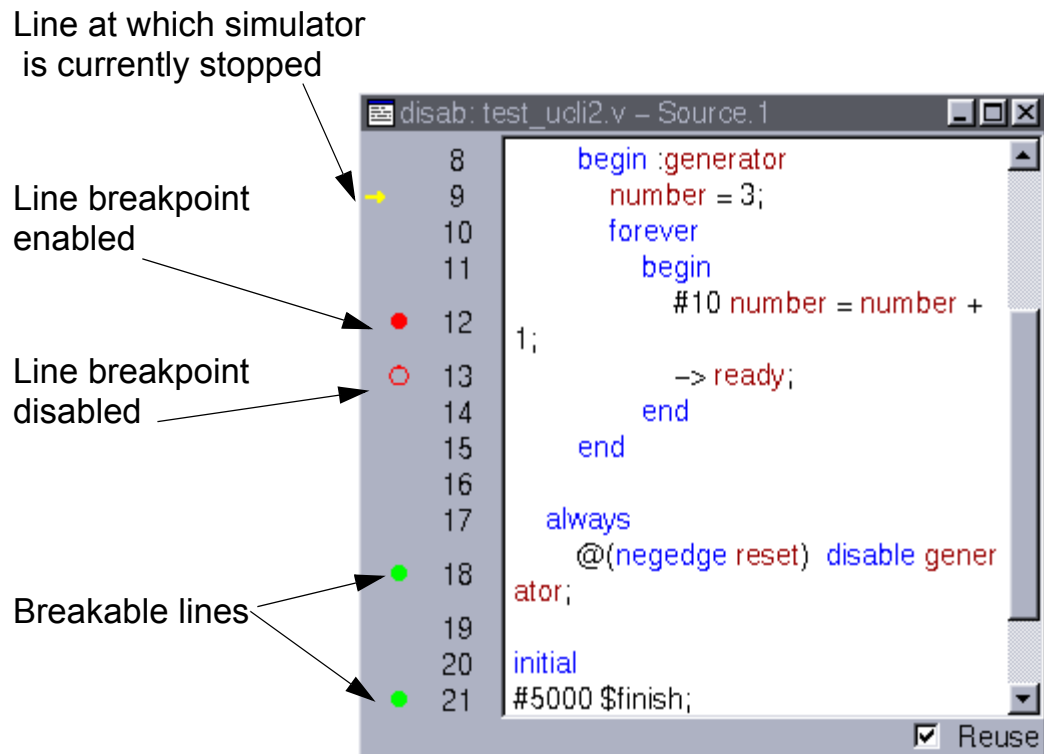 Line at which simulator
is currently stopped
disab: test_ucli2.v – Source.1
8 begin :generator
9 number = 3;
Line breakpoint
enabled
10 forever
11 begin
12 #10 number = number +
1;
Line breakpoint
disabled
13 –> ready;
14 end
15 end
16
17 always
18 @(negedge reset) disable gener
ator;
Breakable lines
19
20 initial
21 #5000 $finish;
Reuse